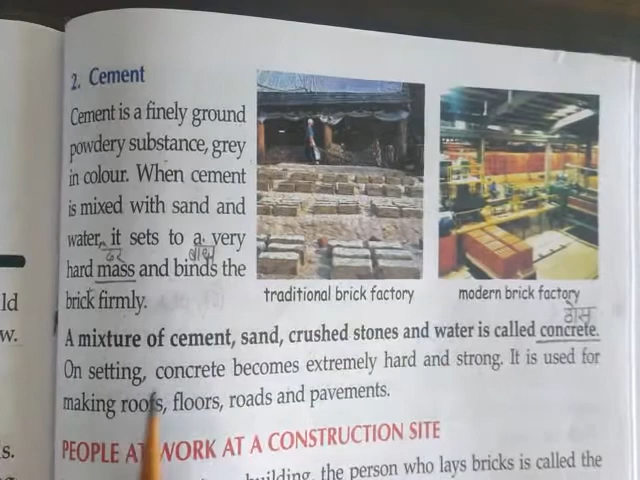 2. Cement
Cement is a finely ground
powdery substance, grey
in colour. When cement
is mixed with sand and
water, it sets to a very
ढेर
hard mass and binds the
brick firmly.
traditional brick factory
modern brick factory
ठोस
A mixture of cement, sand, crushed stones and water is called concrete.
On setting, concrete becomes extremely hard and strong. It is used for
making roofs, floors, roads and pavements.
PEOPLE AT WORK AT A CONSTRUCTION SITE
building, the person who lays bricks is called the
ld
w.
s.